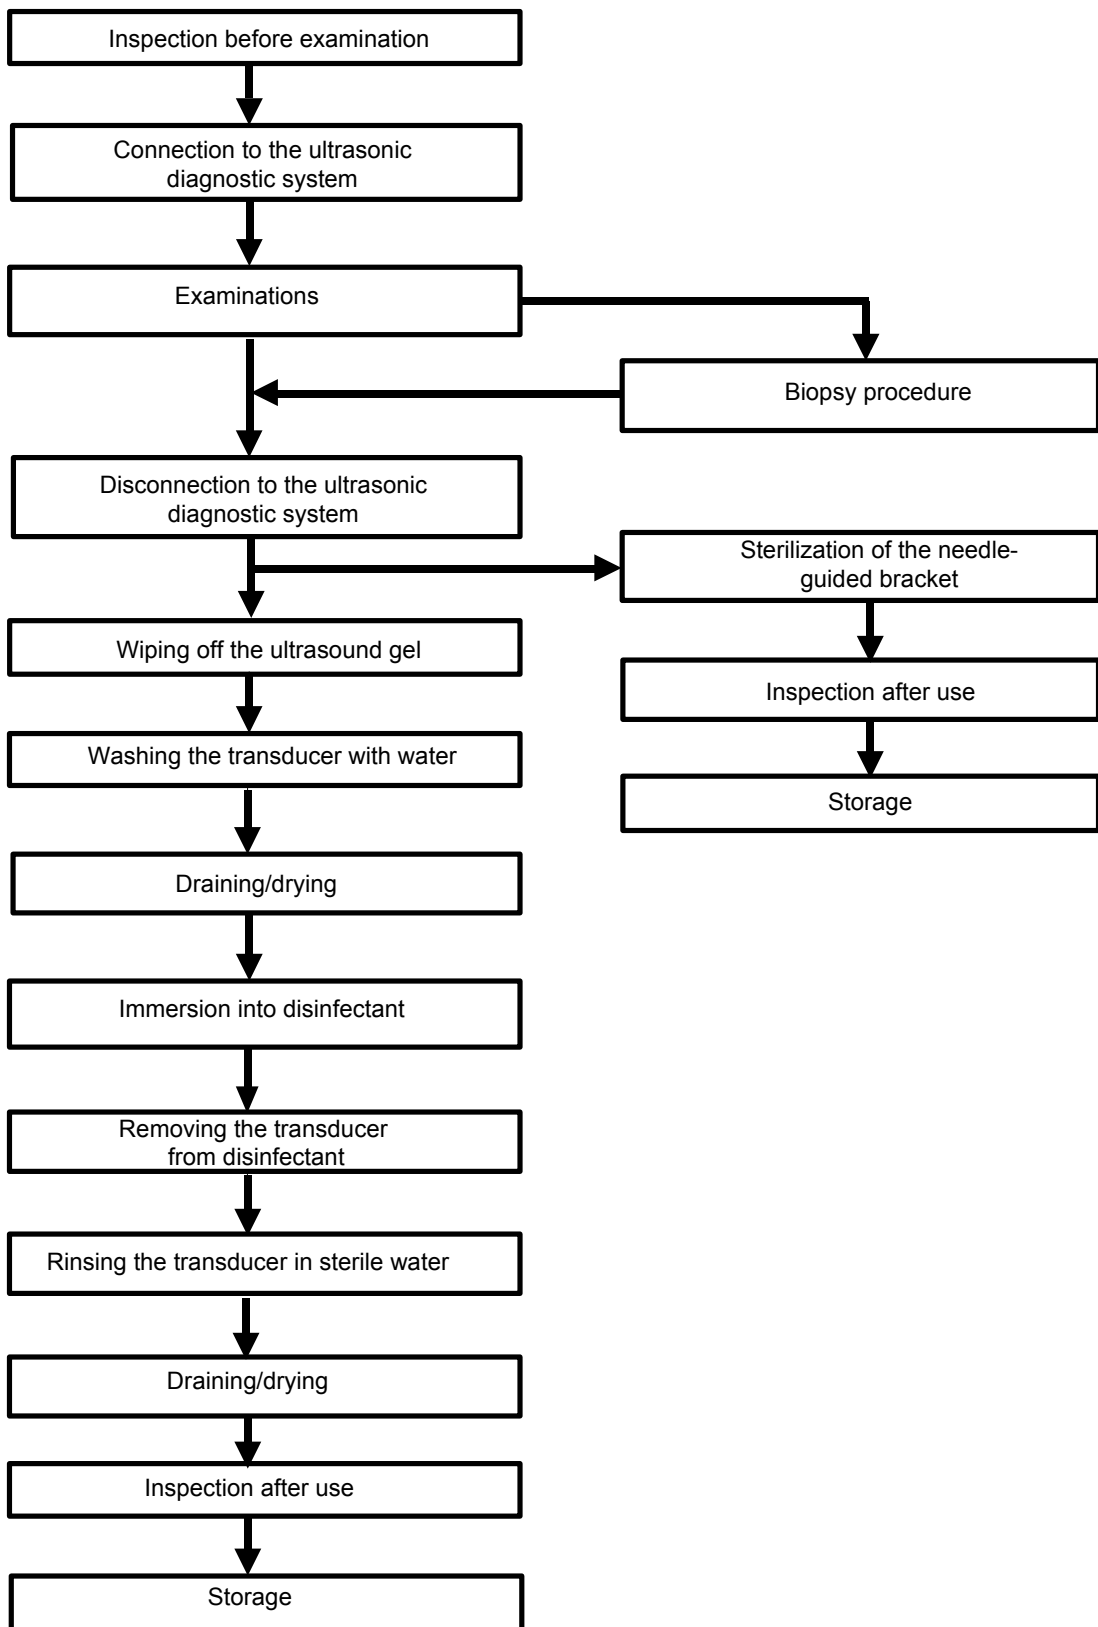 Inspection before examination
Connection to the ultrasonic
diagnostic system
Examinations
Biopsy procedure
Disconnection to the ultrasonic
diagnostic system
Sterilization of the needle-
guided bracket
Wiping off the ultrasound gel
Inspection after use
Washing the transducer with water
Storage
Draining/drying
Immersion into disinfectant
Removing the transducer
from disinfectant
Rinsing the transducer in sterile water
Draining/drying
Inspection after use
Storage